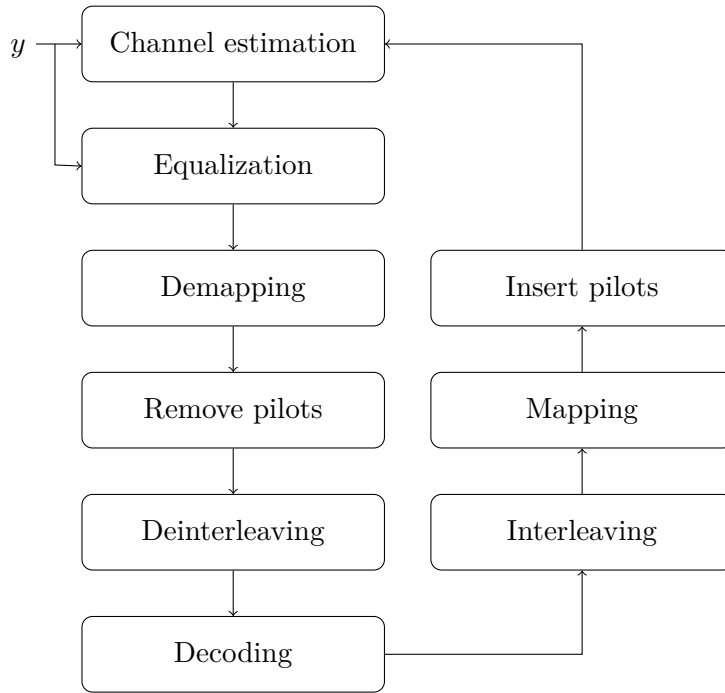 y
Channel estimation
Equalization
Demapping
Insert pilots
Remove pilots
Mapping
Deinterleaving
Interleaving
Decoding